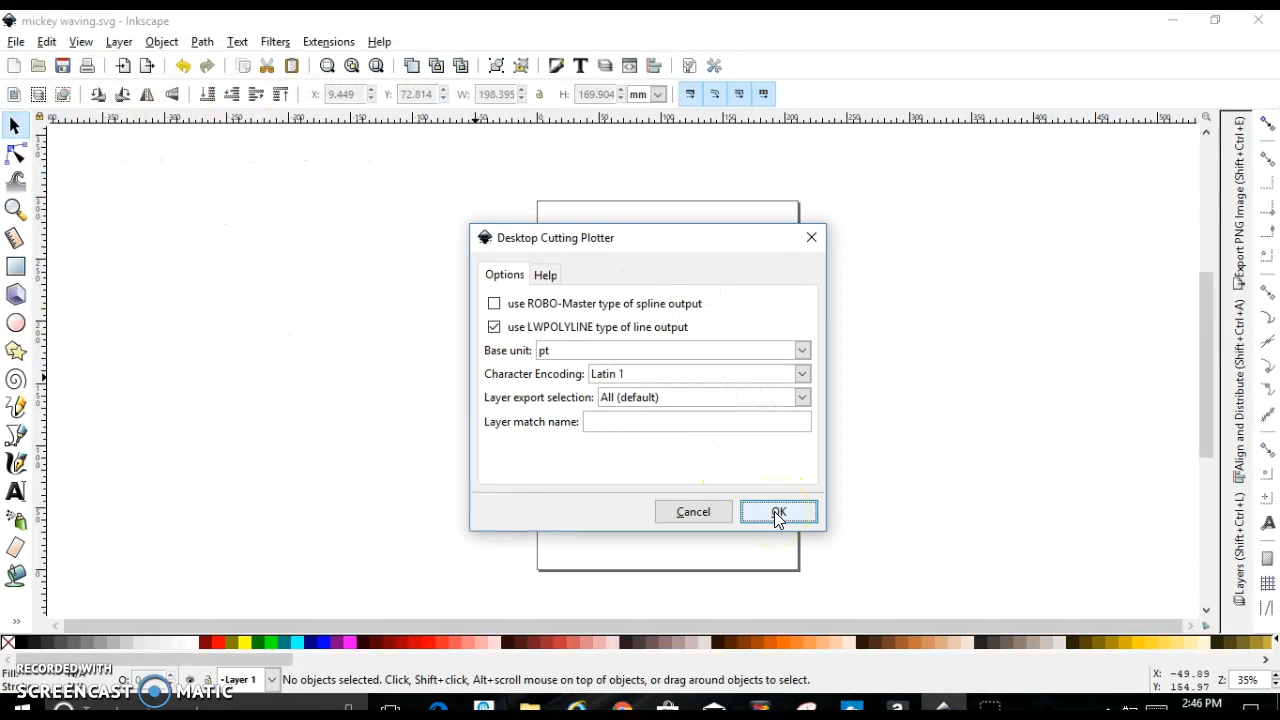 mickey waving.svg - Inkscape
File Edit View Layer Object Path Text Filters Extensions Help
X: 9.449 Y: 72.814 W: 198.395 H: 169.904 mm
Desktop Cutting Plotter
Options Help
use ROBO-Master type of spline output
use LWPOLYLINE type of line output
Base unit: pt
Character Encoding: Latin 1
Layer export selection: All (default)
Layer match name:
Cancel OK
Export PNG Image (Shift+Ctrl+E)
Align and Distribute (Shift+Ctrl+A)
Layers (Shift+Ctrl+L)
Fill: N/A O: Layer 1 No objects selected. Click, Shift+click, Alt+scroll mouse on top of objects, or drag around objects to select. X: -49.89 Y: 154.97 Z: 35%
RECORDED WITH
SCREENCAST MATIC
2:46 PM